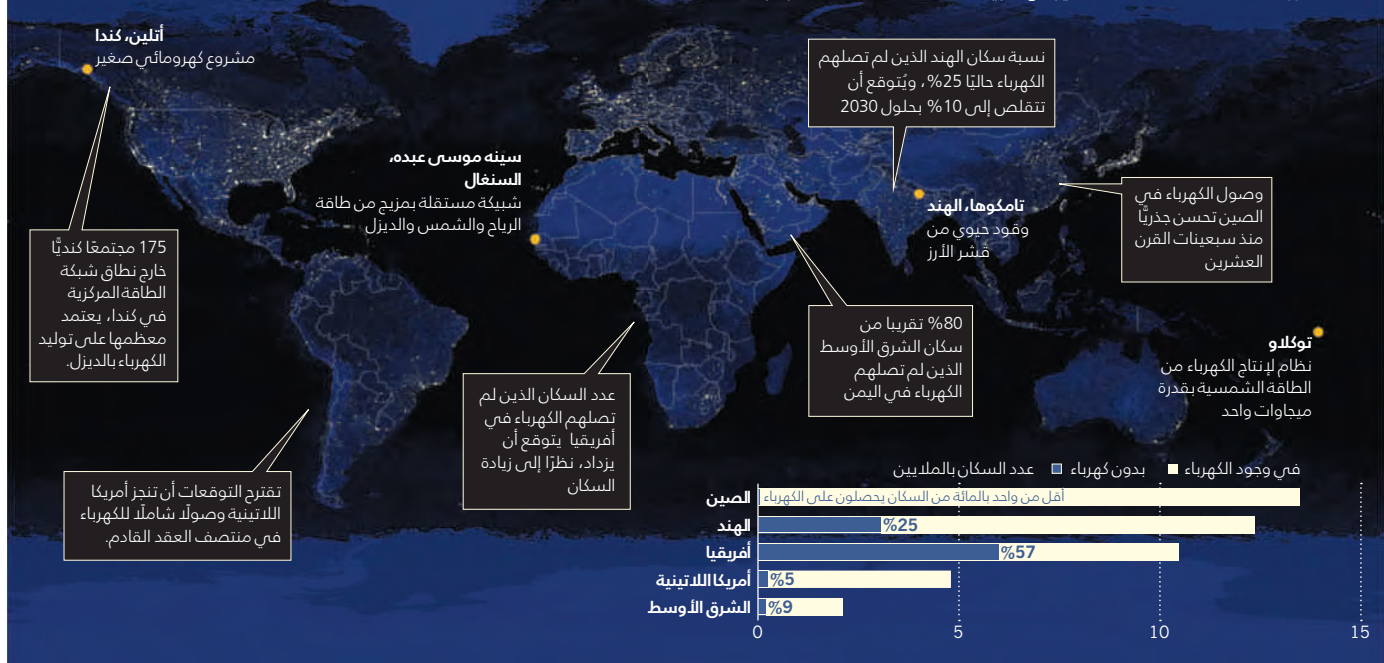 أتلين، كندا
مشروع كهرومائي صغير
نسبة سكان الهند الذين لم تصلهم
الكهرباء حاليًا 25%، ويُتوقع أن
تتقلص إلى 10% بحلول 2030
سينه موسى عبده،
السنغال
شبيكة مستقلة بمزيج من طاقة
الرياح والشمس والديزل
تامكوها، الهند
وقود حيوي من
قشر الأرز
وصول الكهرباء في
الصين تحسن جذريًّا
منذ سبعينات القرن
العشرين
175 مجتمعًا كنديًّا
خارج نطاق شبكة
الطاقة المركزية
في كندا، يعتمد
معظمها على توليد
الكهرباء بالديزل.
%80 تقريبا من
سكان الشرق الأوسط
الذين لم تصلهم
الكهرباء في اليمن
توكلاو
نظام لإنتاج الكهرباء من
الطاقة الشمسية بقدرة
ميجاوات واحد
عدد السكان الذين لم
تصلهم الكهرباء في
أفريقيا يتوقع أن
يزداد، نظرًا إلى زيادة
السكان
تقترح التوقعات أن تنجز أمريكا
اللاتينية وصولًا شاملًا للكهرباء
في منتصف العقد القادم.
في وجود الكهرباء بدون كهرباء عدد السكان بالملايين
الصين أقل من واحد بالمائة من السكان يحصلون على الكهرباء
الهند %25
أفريقيا %57
أمريكا اللاتينية %5
الشرق الأوسط %9
0 5 10 15